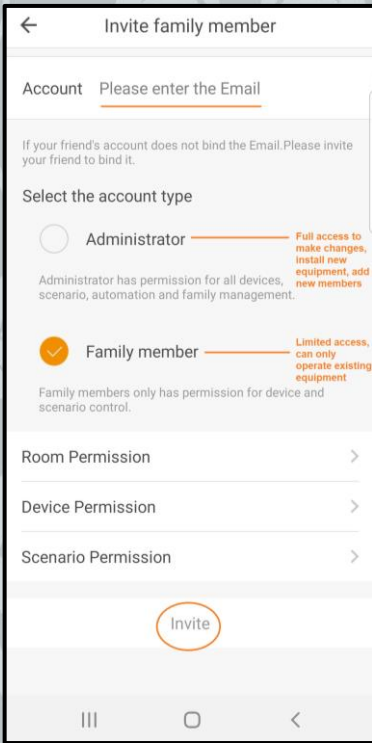 Invite family member
Account Please enter the Email
If your friend's account does not bind the Email.Please invite
your friend to bind it.
Select the account type
Administrator
Full access to
make changes,
install new
equipment, add
new members
Administrator has permission for all devices,
scenario, automation and family management.
Family member
Limited access,
can only
operate existing
equipment
Family members only has permission for device and
scenario control.
Room Permission
Device Permission
Scenario Permission
Invite